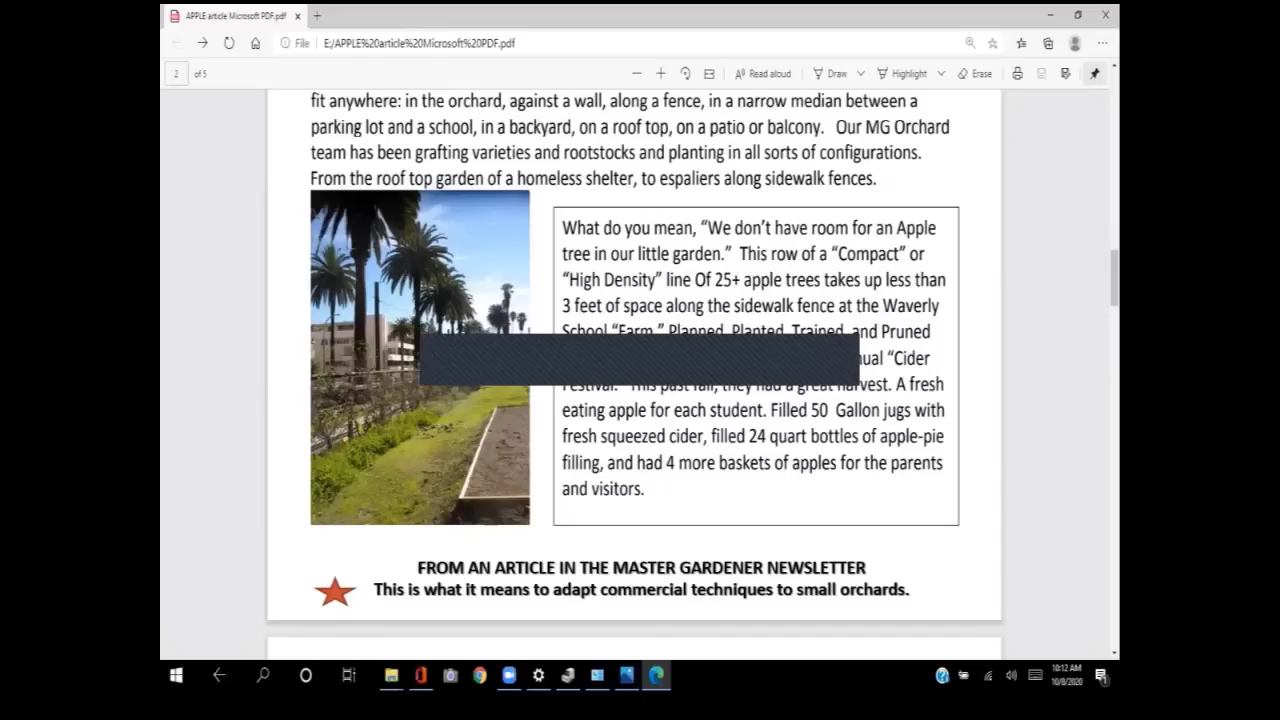 APPLE article Microsoft PDF.pdf
File E:/APPLE%20article%20Microsoft%20PDF.pdf
2 of 5 Read aloud Draw Highlight Erase
fit anywhere: in the orchard, against a wall, along a fence, in a narrow median between a
parking lot and a school, in a backyard, on a roof top, on a patio or balcony. Our MG Orchard
team has been grafting varieties and rootstocks and planting in all sorts of configurations.
From the roof top garden of a homeless shelter, to espaliers along sidewalk fences.
What do you mean, “We don’t have room for an Apple
tree in our little garden.” This row of a “Compact” or
“High Density” line Of 25+ apple trees takes up less than
3 feet of space along the sidewalk fence at the Waverly
School “Farm.” Planned, Planted, Trained, and Pruned
“Cider
Festival.” This past fall, they had a great harvest. A fresh
eating apple for each student. Filled 50 Gallon jugs with
fresh squeezed cider, filled 24 quart bottles of apple-pie
filling, and had 4 more baskets of apples for the parents
and visitors.
FROM AN ARTICLE IN THE MASTER GARDENER NEWSLETTER
This is what it means to adapt commercial techniques to small orchards.
10:12 AM
10/8/2020